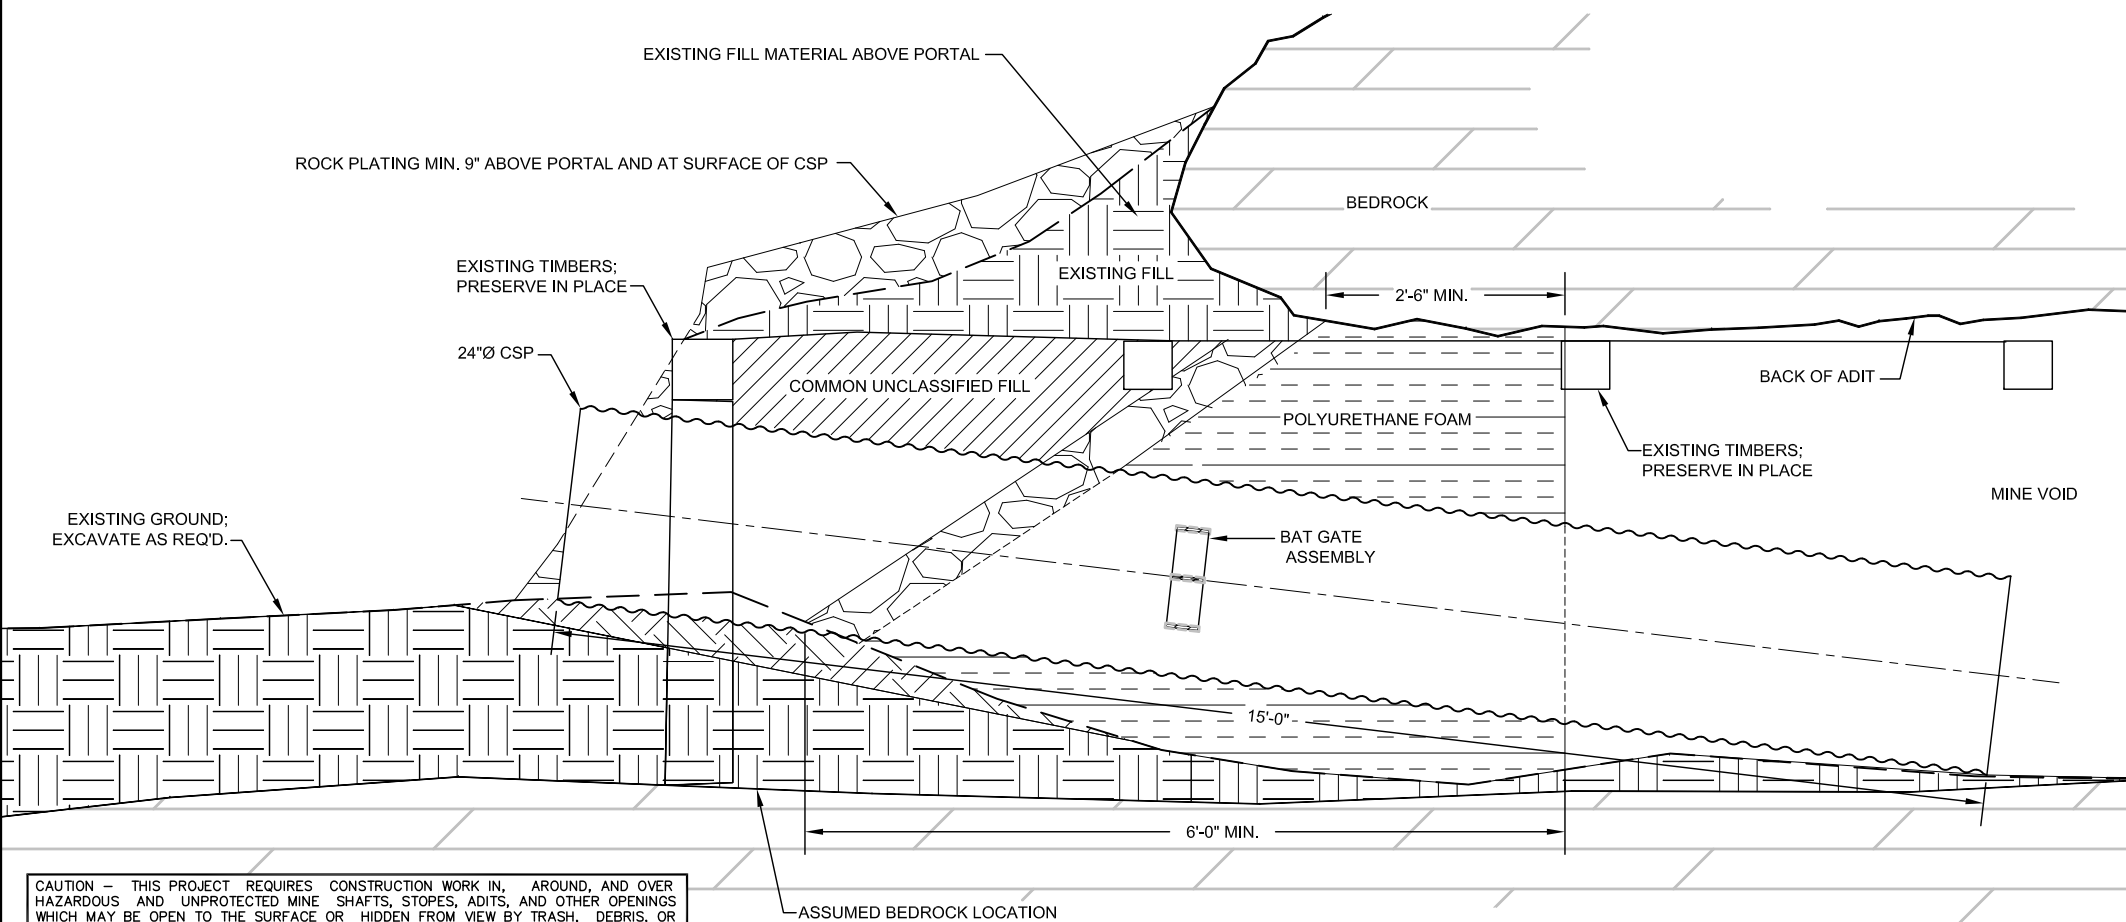 EXISTING FILL MATERIAL ABOVE PORTAL
ROCK PLATING MIN. 9" ABOVE PORTAL AND AT SURFACE OF CSP
BEDROCK
EXISTING TIMBERS;
PRESERVE IN PLACE
EXISTING FILL
2'-6" MIN.
24"Ø CSP
COMMON UNCLASSIFIED FILL
BACK OF ADIT
POLYURETHANE FOAM
EXISTING TIMBERS;
PRESERVE IN PLACE
MINE VOID
EXISTING GROUND;
EXCAVATE AS REQ'D.
BAT GATE
ASSEMBLY
15'-0"
6'-0" MIN.
CAUTION – THIS PROJECT REQUIRES CONSTRUCTION WORK IN, AROUND, AND OVER
HAZARDOUS AND UNPROTECTED MINE SHAFTS, STOPES, ADITS, AND OTHER OPENINGS
WHICH MAY BE OPEN TO THE SURFACE OR HIDDEN FROM VIEW BY TRASH, DEBRIS, OR
ASSUMED BEDROCK LOCATION